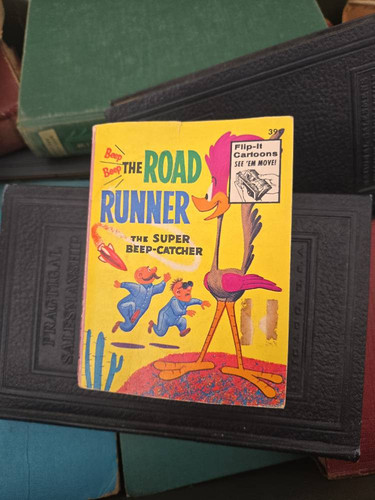 39¢
Flip-It
Cartoons
SEE 'EM MOVE!
Beep
Beep
THE ROAD
RUNNER
THE SUPER
BEEP-CATCHER